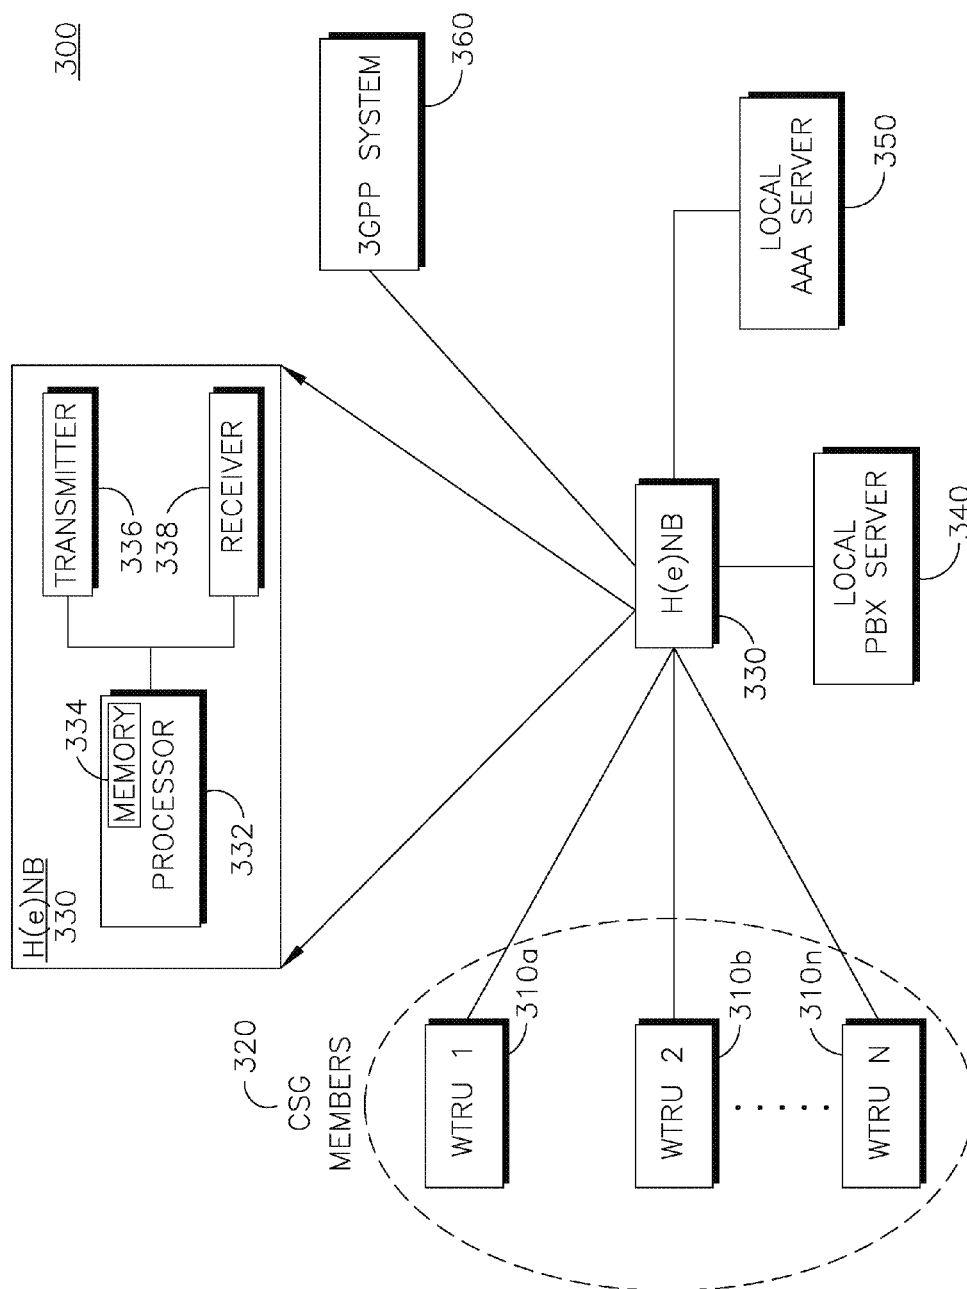 300
H(e)NB
330
334
MEMORY
PROCESSOR
332
TRANSMITTER
336
338
RECEIVER
3GPP SYSTEM
360
320
CSG
MEMBERS
WTRU 1
310a
WTRU 2
310b
WTRU N
310n
H(e)NB
330
LOCAL
PBX SERVER
340
LOCAL
AAA SERVER
350